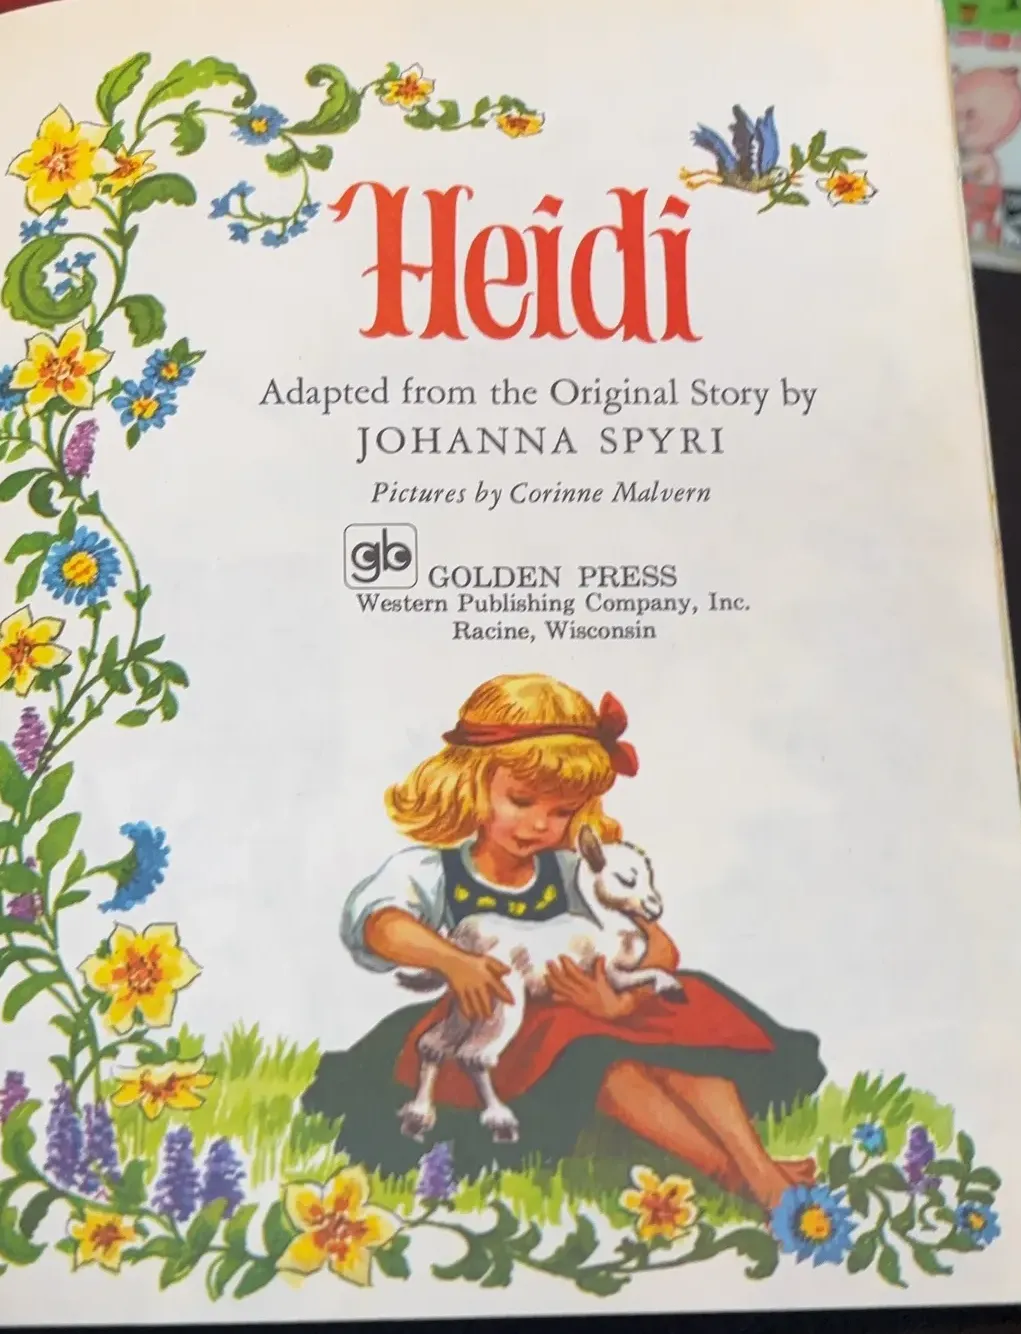 Heidi
Adapted from the Original Story by
JOHANNA SPYRI
Pictures by Corinne Malvern
gb
GOLDEN PRESS
Western Publishing Company, Inc.
Racine, Wisconsin